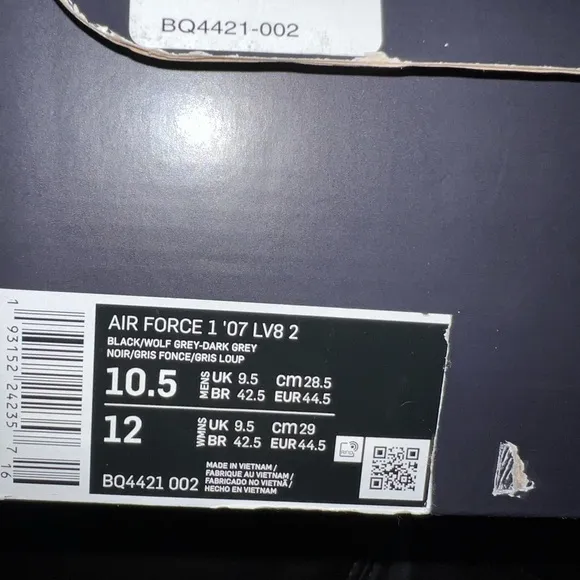 BQ4421-002
AIR FORCE 1 '07 LV8 2
BLACK/WOLF GREY-DARK GREY
NOIR/GRIS FONCE/GRIS LOUP
10.5 MENS UK 9.5 cm 28.5
BR 42.5 EUR 44.5
12 WMNS UK 9.5 cm 29
BR 42.5 EUR 44.5
RFID
MADE IN VIETNAM /
FABRIQUE AU VIETNAM /
FABRICADO NO VIETNÃ /
HECHO EN VIETNAM
BQ4421 002
1 93152 24235 7 16